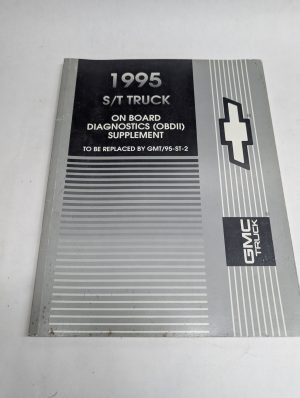 1995
S/T TRUCK
ON BOARD
DIAGNOSTICS (OBDII)
SUPPLEMENT
TO BE REPLACED BY GMT/95-ST-2
GMC
TRUCK